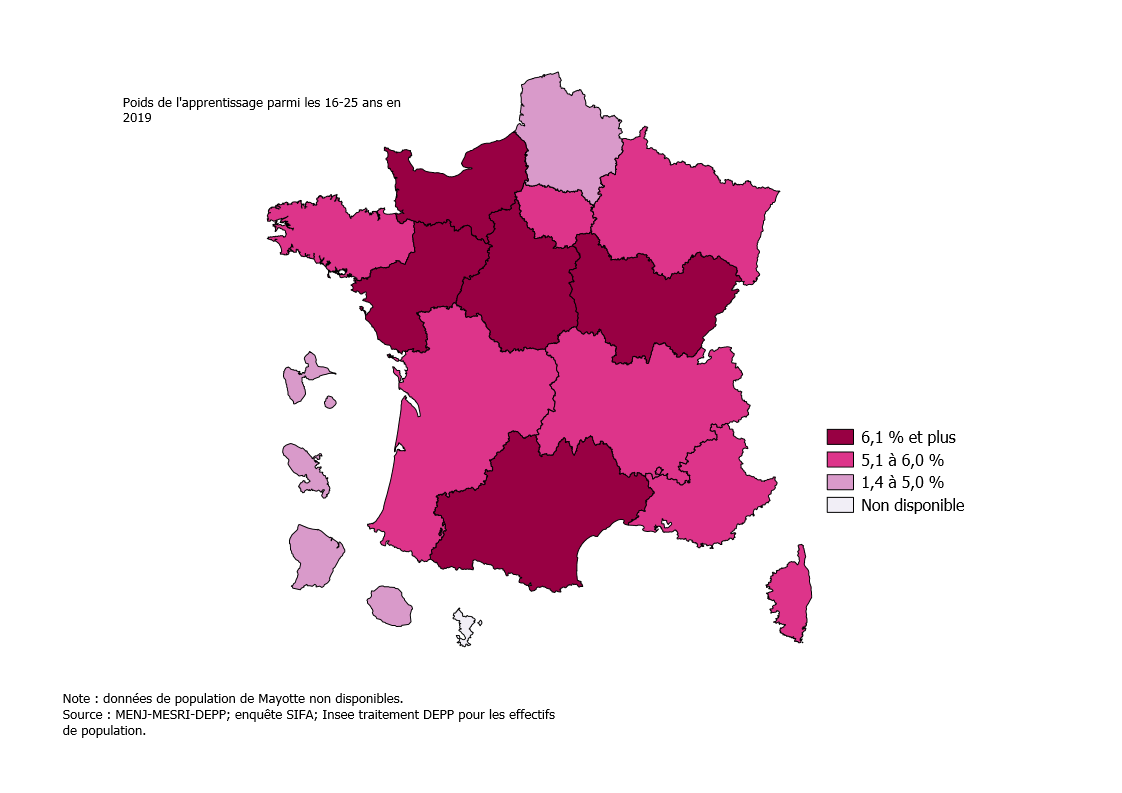 Poids de l'apprentissage parmi les 16-25 ans en
2019
6,1 % et plus
5,1 à 6,0 %
1,4 à 5,0 %
Non disponible
Note : données de population de Mayotte non disponibles.
Source : MENJ-MESRI-DEPP; enquête SIFA; Insee traitement DEPP pour les effectifs
de population.